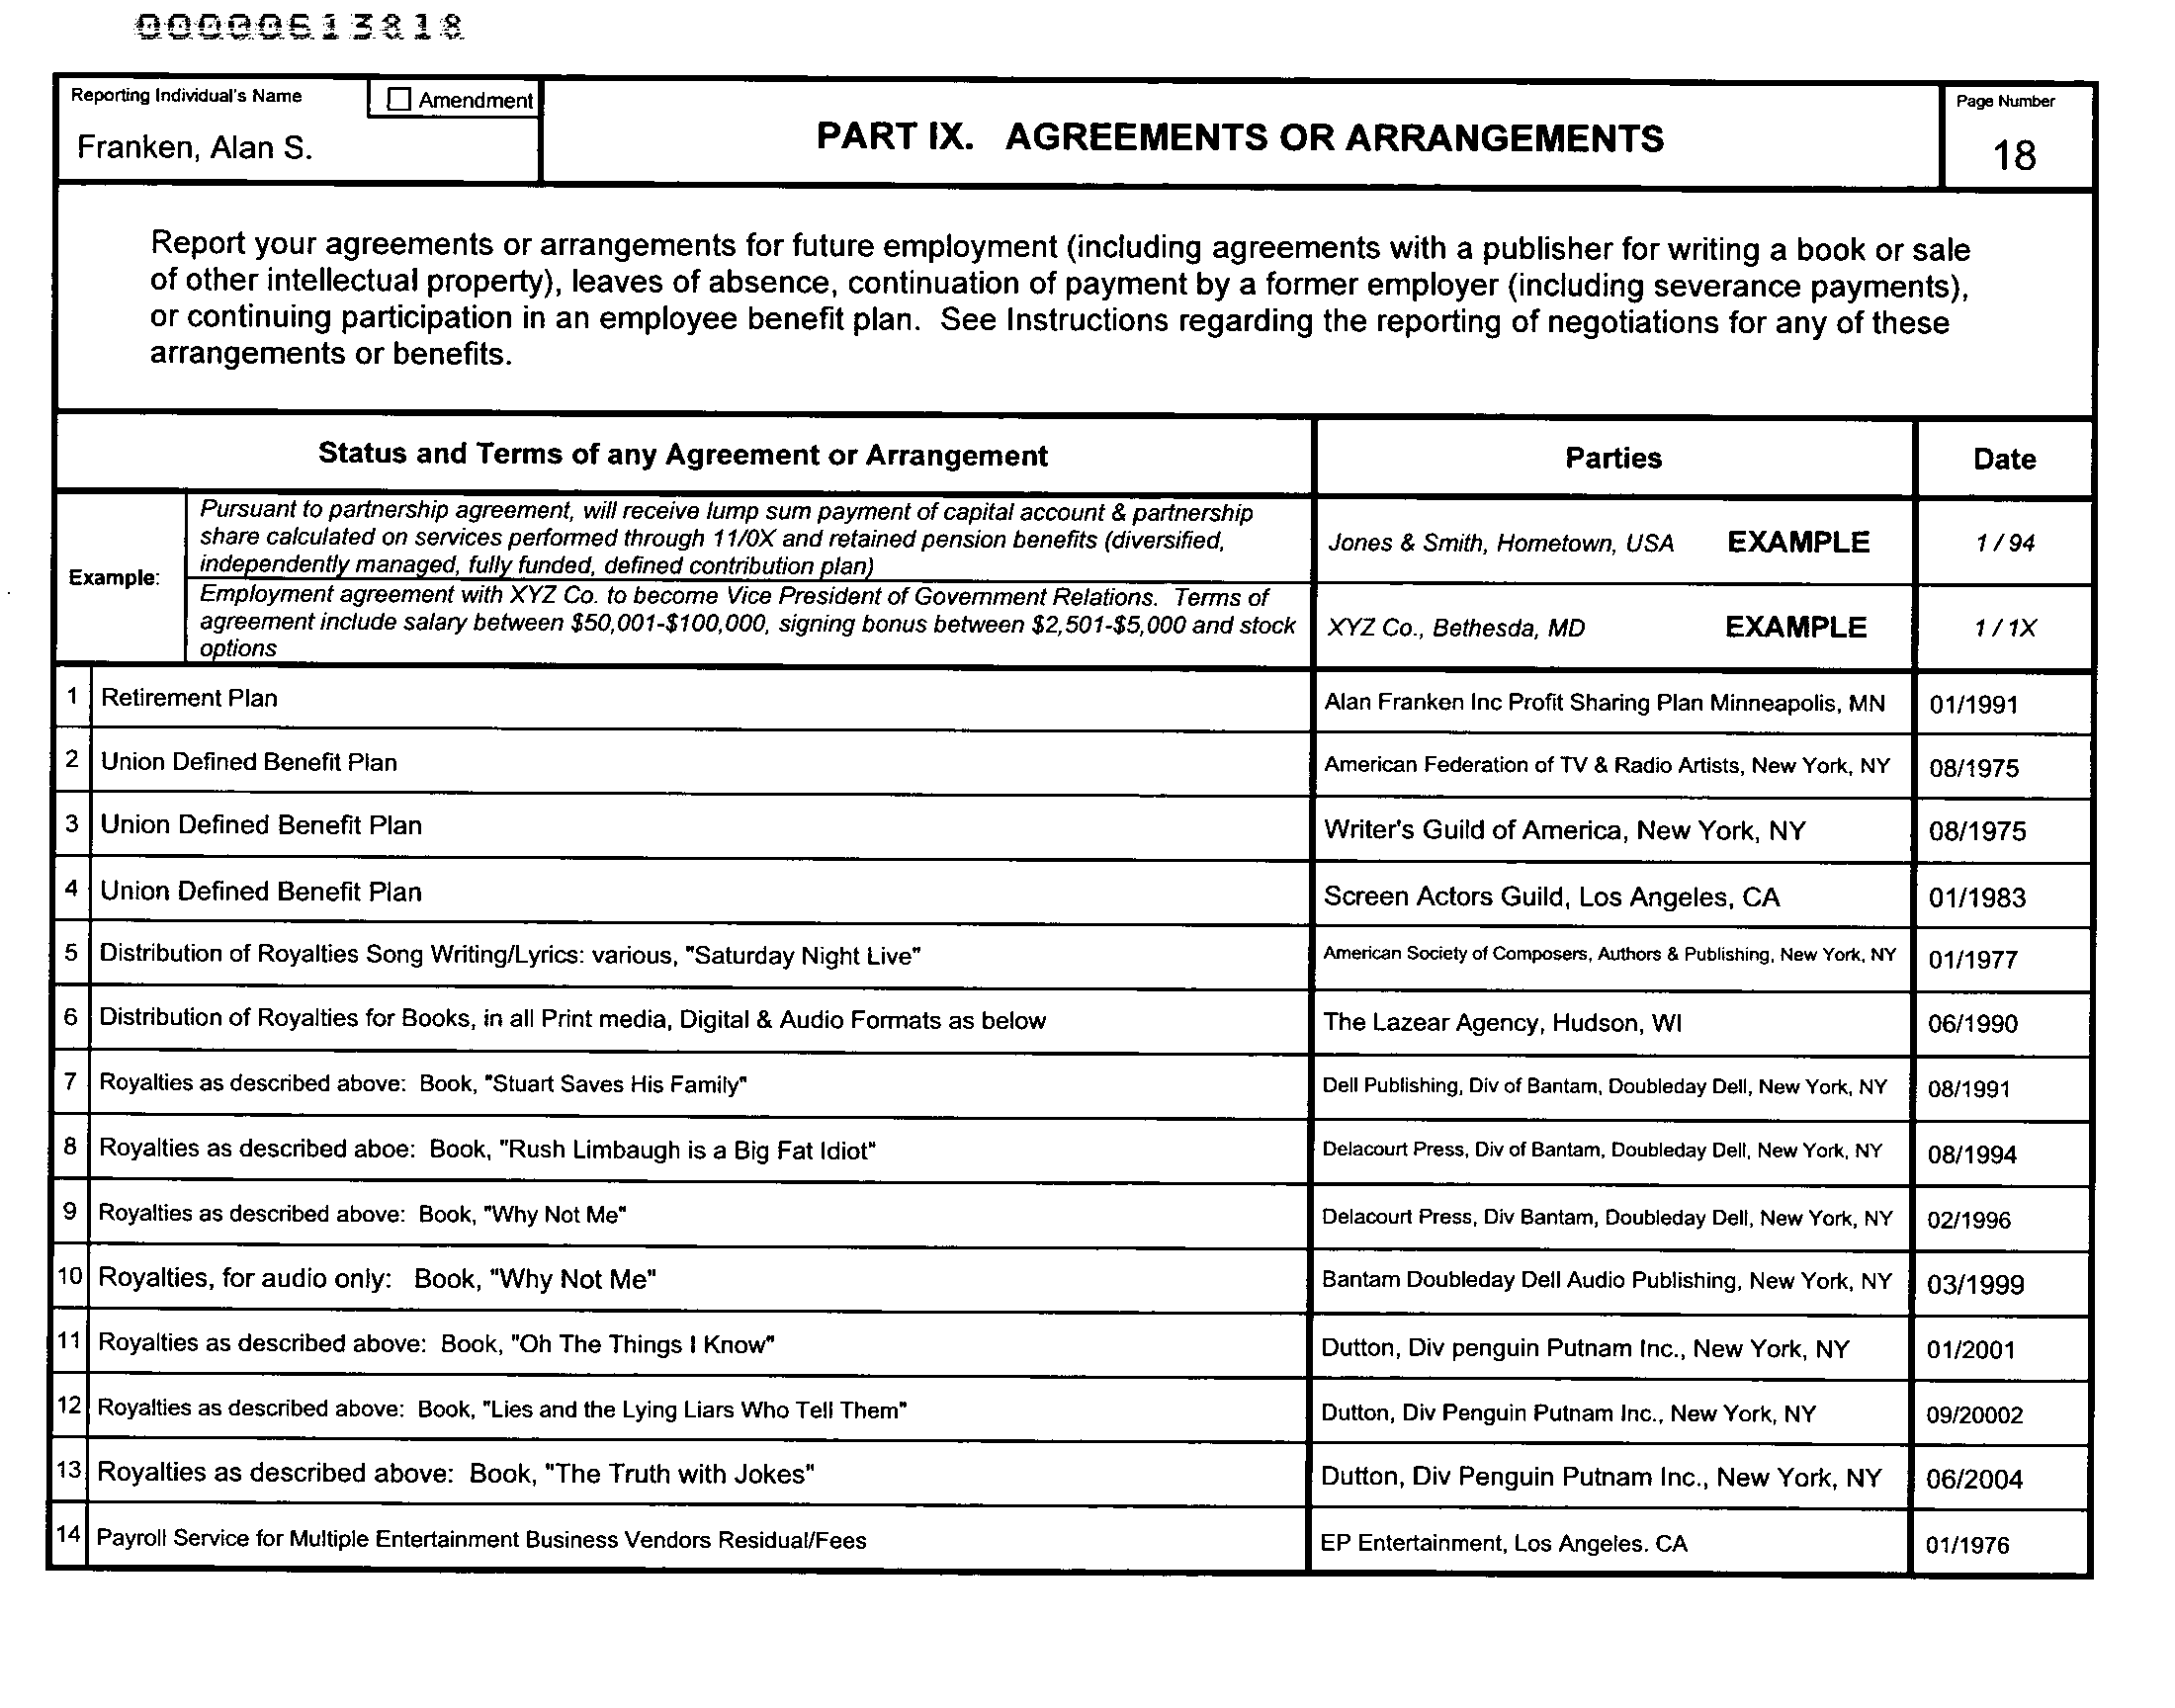 00000613818
Reporting Individual's Name
Amendment
Franken, Alan S.
PART IX. AGREEMENTS OR ARRANGEMENTS
Page Number
18
Report your agreements or arrangements for future employment (including agreements with a publisher for writing a book or sale
of other intellectual property), leaves of absence, continuation of payment by a former employer (including severance payments),
or continuing participation in an employee benefit plan. See Instructions regarding the reporting of negotiations for any of these
arrangements or benefits.
Status and Terms of any Agreement or Arrangement Parties Date
Example:
Pursuant to partnership agreement, will receive lump sum payment of capital account & partnership
share calculated on services performed through 11/0X and retained pension benefits (diversified,
independently managed, fully funded, defined contribution plan)
Jones & Smith, Hometown, USA EXAMPLE 1 / 94
Employment agreement with XYZ Co. to become Vice President of Government Relations. Terms of
agreement include salary between $50,001-$100,000, signing bonus between $2,501-$5,000 and stock
options
XYZ Co., Bethesda, MD EXAMPLE 1 / 1X
1 Retirement Plan Alan Franken Inc Profit Sharing Plan Minneapolis, MN 01/1991
2 Union Defined Benefit Plan American Federation of TV & Radio Artists, New York, NY 08/1975
3 Union Defined Benefit Plan Writer's Guild of America, New York, NY 08/1975
4 Union Defined Benefit Plan Screen Actors Guild, Los Angeles, CA 01/1983
5 Distribution of Royalties Song Writing/Lyrics: various, "Saturday Night Live" American Society of Composers, Authors & Publishing, New York, NY 01/1977
6 Distribution of Royalties for Books, in all Print media, Digital & Audio Formats as below The Lazear Agency, Hudson, WI 06/1990
7 Royalties as described above: Book, "Stuart Saves His Family" Dell Publishing, Div of Bantam, Doubleday Dell, New York, NY 08/1991
8 Royalties as described aboe: Book, "Rush Limbaugh is a Big Fat Idiot" Delacourt Press, Div of Bantam, Doubleday Dell, New York, NY 08/1994
9 Royalties as described above: Book, "Why Not Me" Delacourt Press, Div Bantam, Doubleday Dell, New York, NY 02/1996
10 Royalties, for audio only: Book, "Why Not Me" Bantam Doubleday Dell Audio Publishing, New York, NY 03/1999
11 Royalties as described above: Book, "Oh The Things I Know" Dutton, Div penguin Putnam Inc., New York, NY 01/2001
12 Royalties as described above: Book, "Lies and the Lying Liars Who Tell Them" Dutton, Div Penguin Putnam Inc., New York, NY 09/20002
13 Royalties as described above: Book, "The Truth with Jokes" Dutton, Div Penguin Putnam Inc., New York, NY 06/2004
14 Payroll Service for Multiple Entertainment Business Vendors Residual/Fees EP Entertainment, Los Angeles. CA 01/1976